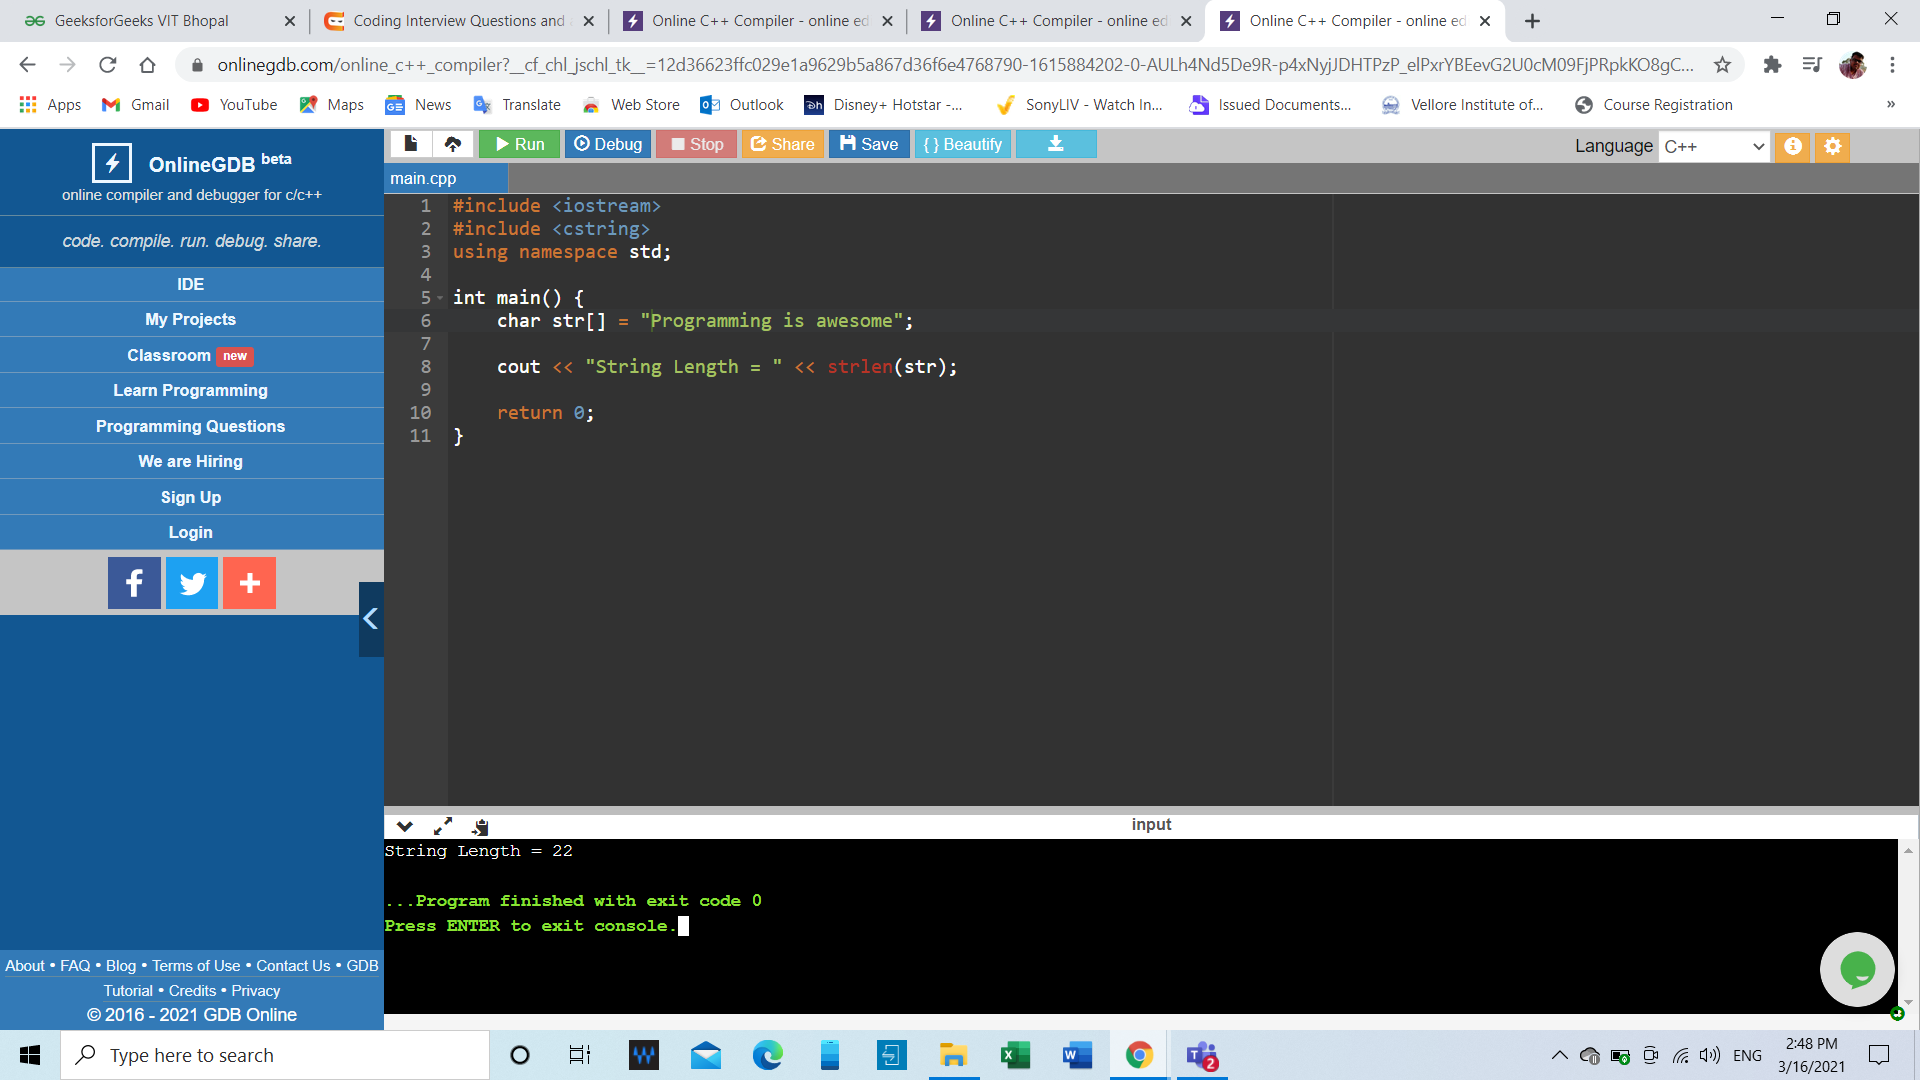 GeeksforGeeks VIT Bhopal
Coding Interview Questions and
Online C++ Compiler - online ed
Online C++ Compiler - online ed
Online C++ Compiler - online ed
onlinegdb.com/online_c++_compiler?__cf_chl_jschl_tk__=12d36623ffc029e1a9629b5a867d36f6e4768790-1615884202-0-AULh4Nd5De9R-p4xNyjJDHTPzP_elPxrYBEevG2U0cM09FjPRpkKO8gC...
Apps Gmail YouTube Maps News Translate Web Store Outlook Disney+ Hotstar -... SonyLIV - Watch In... Issued Documents... Vellore Institute of... Course Registration »
OnlineGDB beta
online compiler and debugger for c/c++
code. compile. run. debug. share.
IDE
My Projects
Classroom new
Learn Programming
Programming Questions
We are Hiring
Sign Up
Login
About • FAQ • Blog • Terms of Use • Contact Us • GDB
Tutorial • Credits • Privacy
© 2016 - 2021 GDB Online
Run Debug Stop Share Save { } Beautify
Language C++
main.cpp
1 #include <iostream>
2 #include <cstring>
3 using namespace std;
4
5 int main() {
6 char str[] = "Programming is awesome";
7
8 cout << "String Length = " << strlen(str);
9
10 return 0;
11 }
input
String Length = 22
...Program finished with exit code 0
Press ENTER to exit console.
Type here to search
2
ENG
2:48 PM
3/16/2021